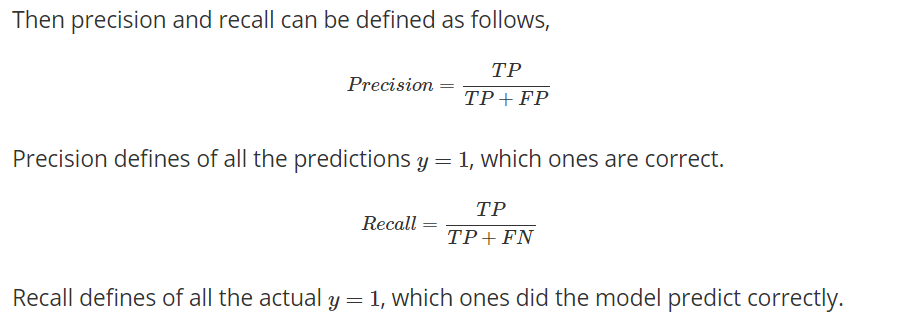 Then precision and recall can be defined as follows,
Precision = TP / TP + FP
Precision defines of all the predictions y = 1, which ones are correct.
Recall = TP / TP + FN
Recall defines of all the actual y = 1, which ones did the model predict correctly.